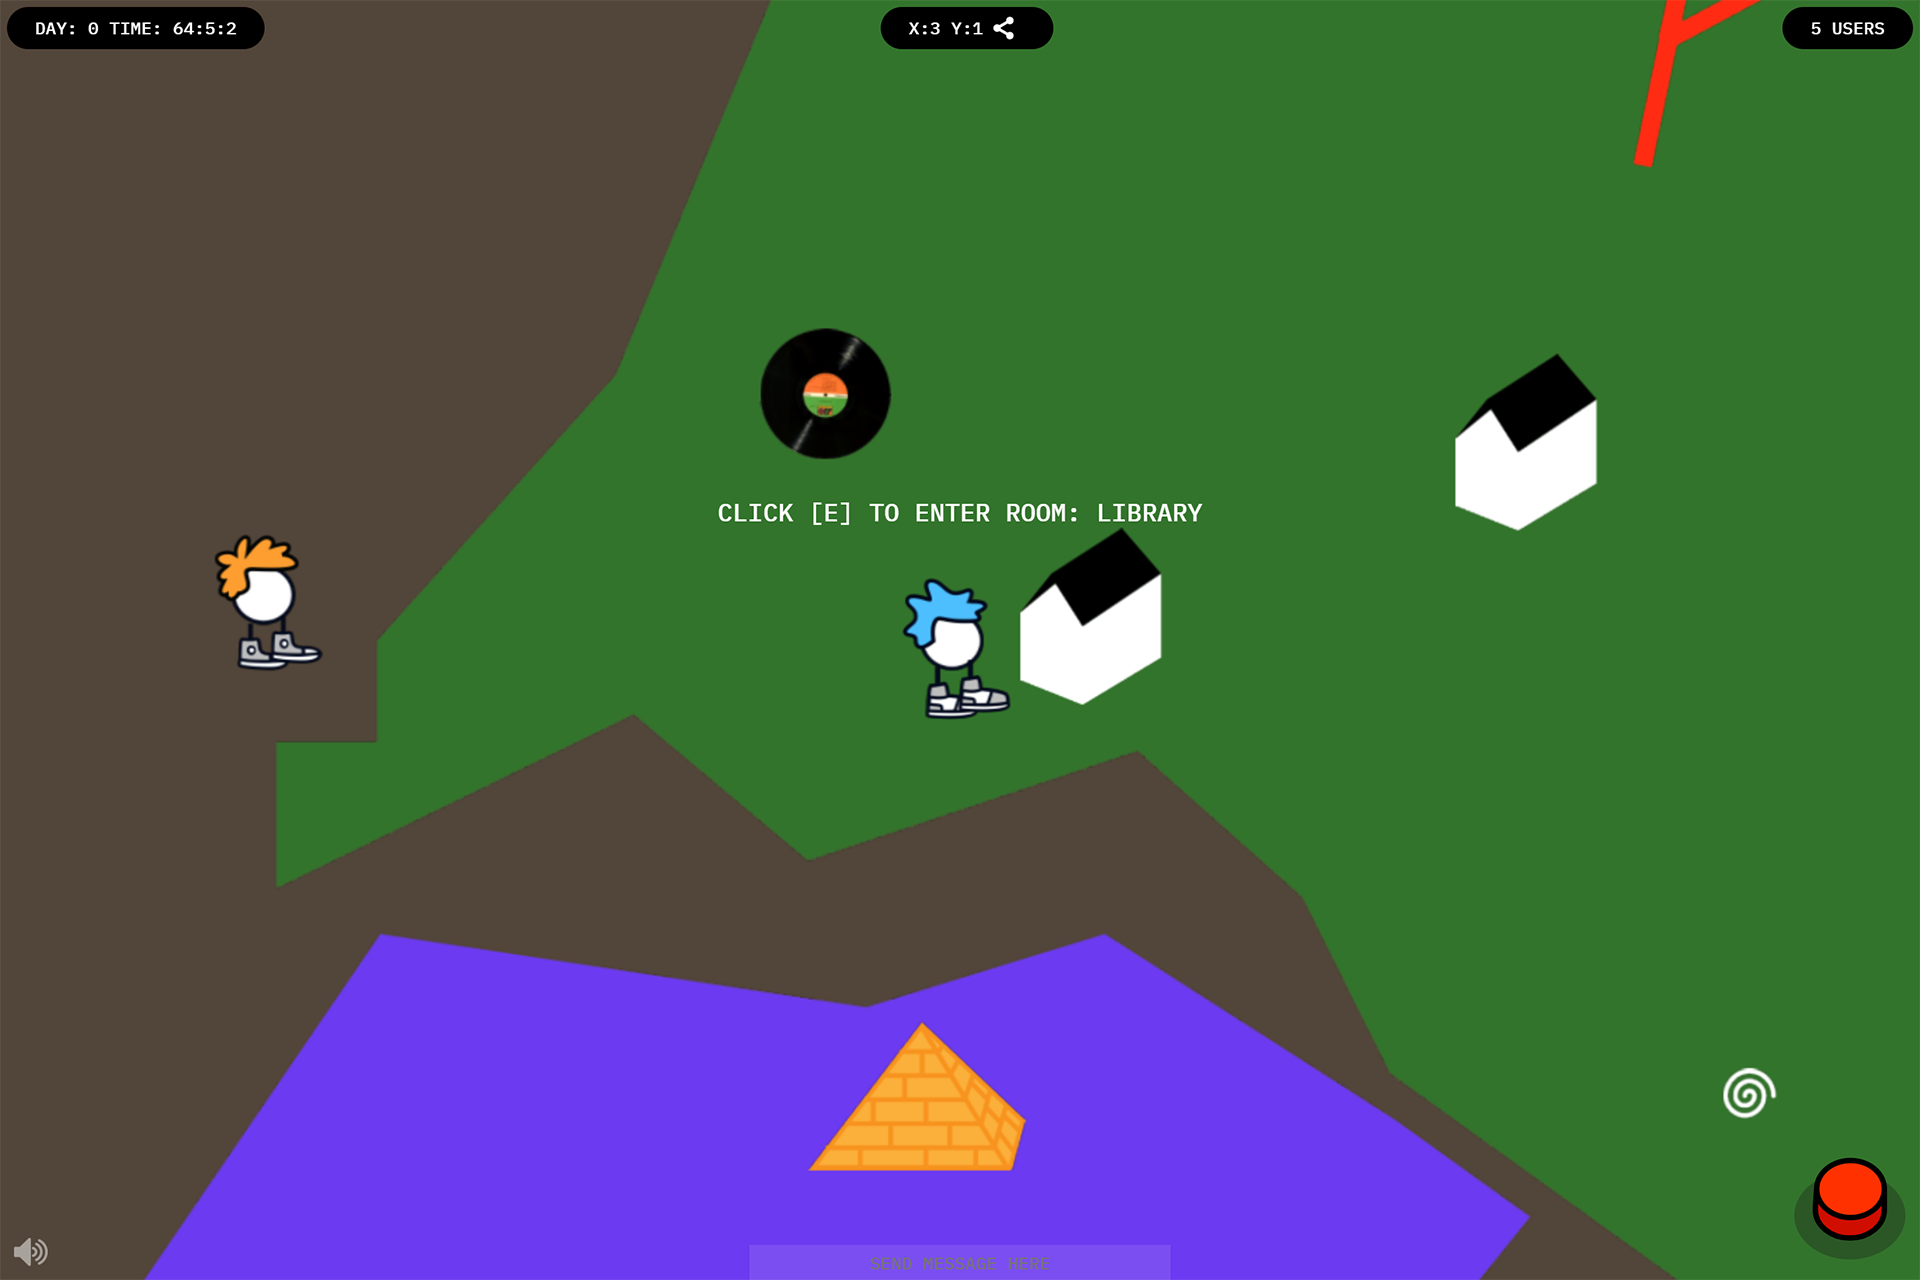 DAY: 0 TIME: 64:5:2
X:3 Y:1
5 USERS
CLICK [E] TO ENTER ROOM: LIBRARY
SEND MESSAGE HERE